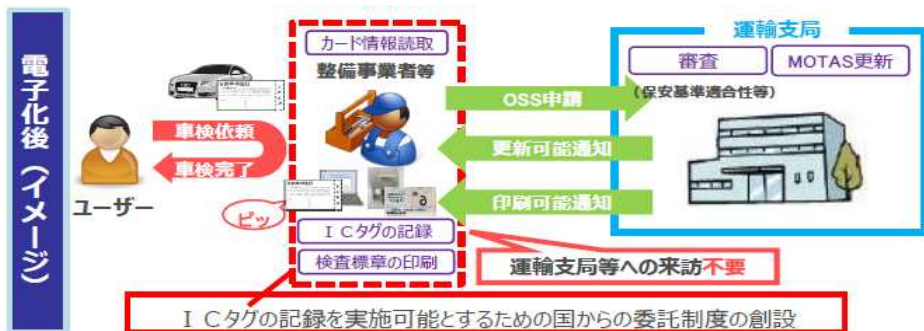 電子化後（イメージ）
カード情報読取
整備事業者等
運輸支局
審査
MOTAS更新
(保安基準適合性等)
OSS申請
車検依頼
更新可能通知
車検完了
ユーザー
印刷可能通知
ピッ
ＩＣタグの記録
検査標章の印刷
運輸支局等への来訪不要
ＩＣタグの記録を実施可能とするための国からの委託制度の創設